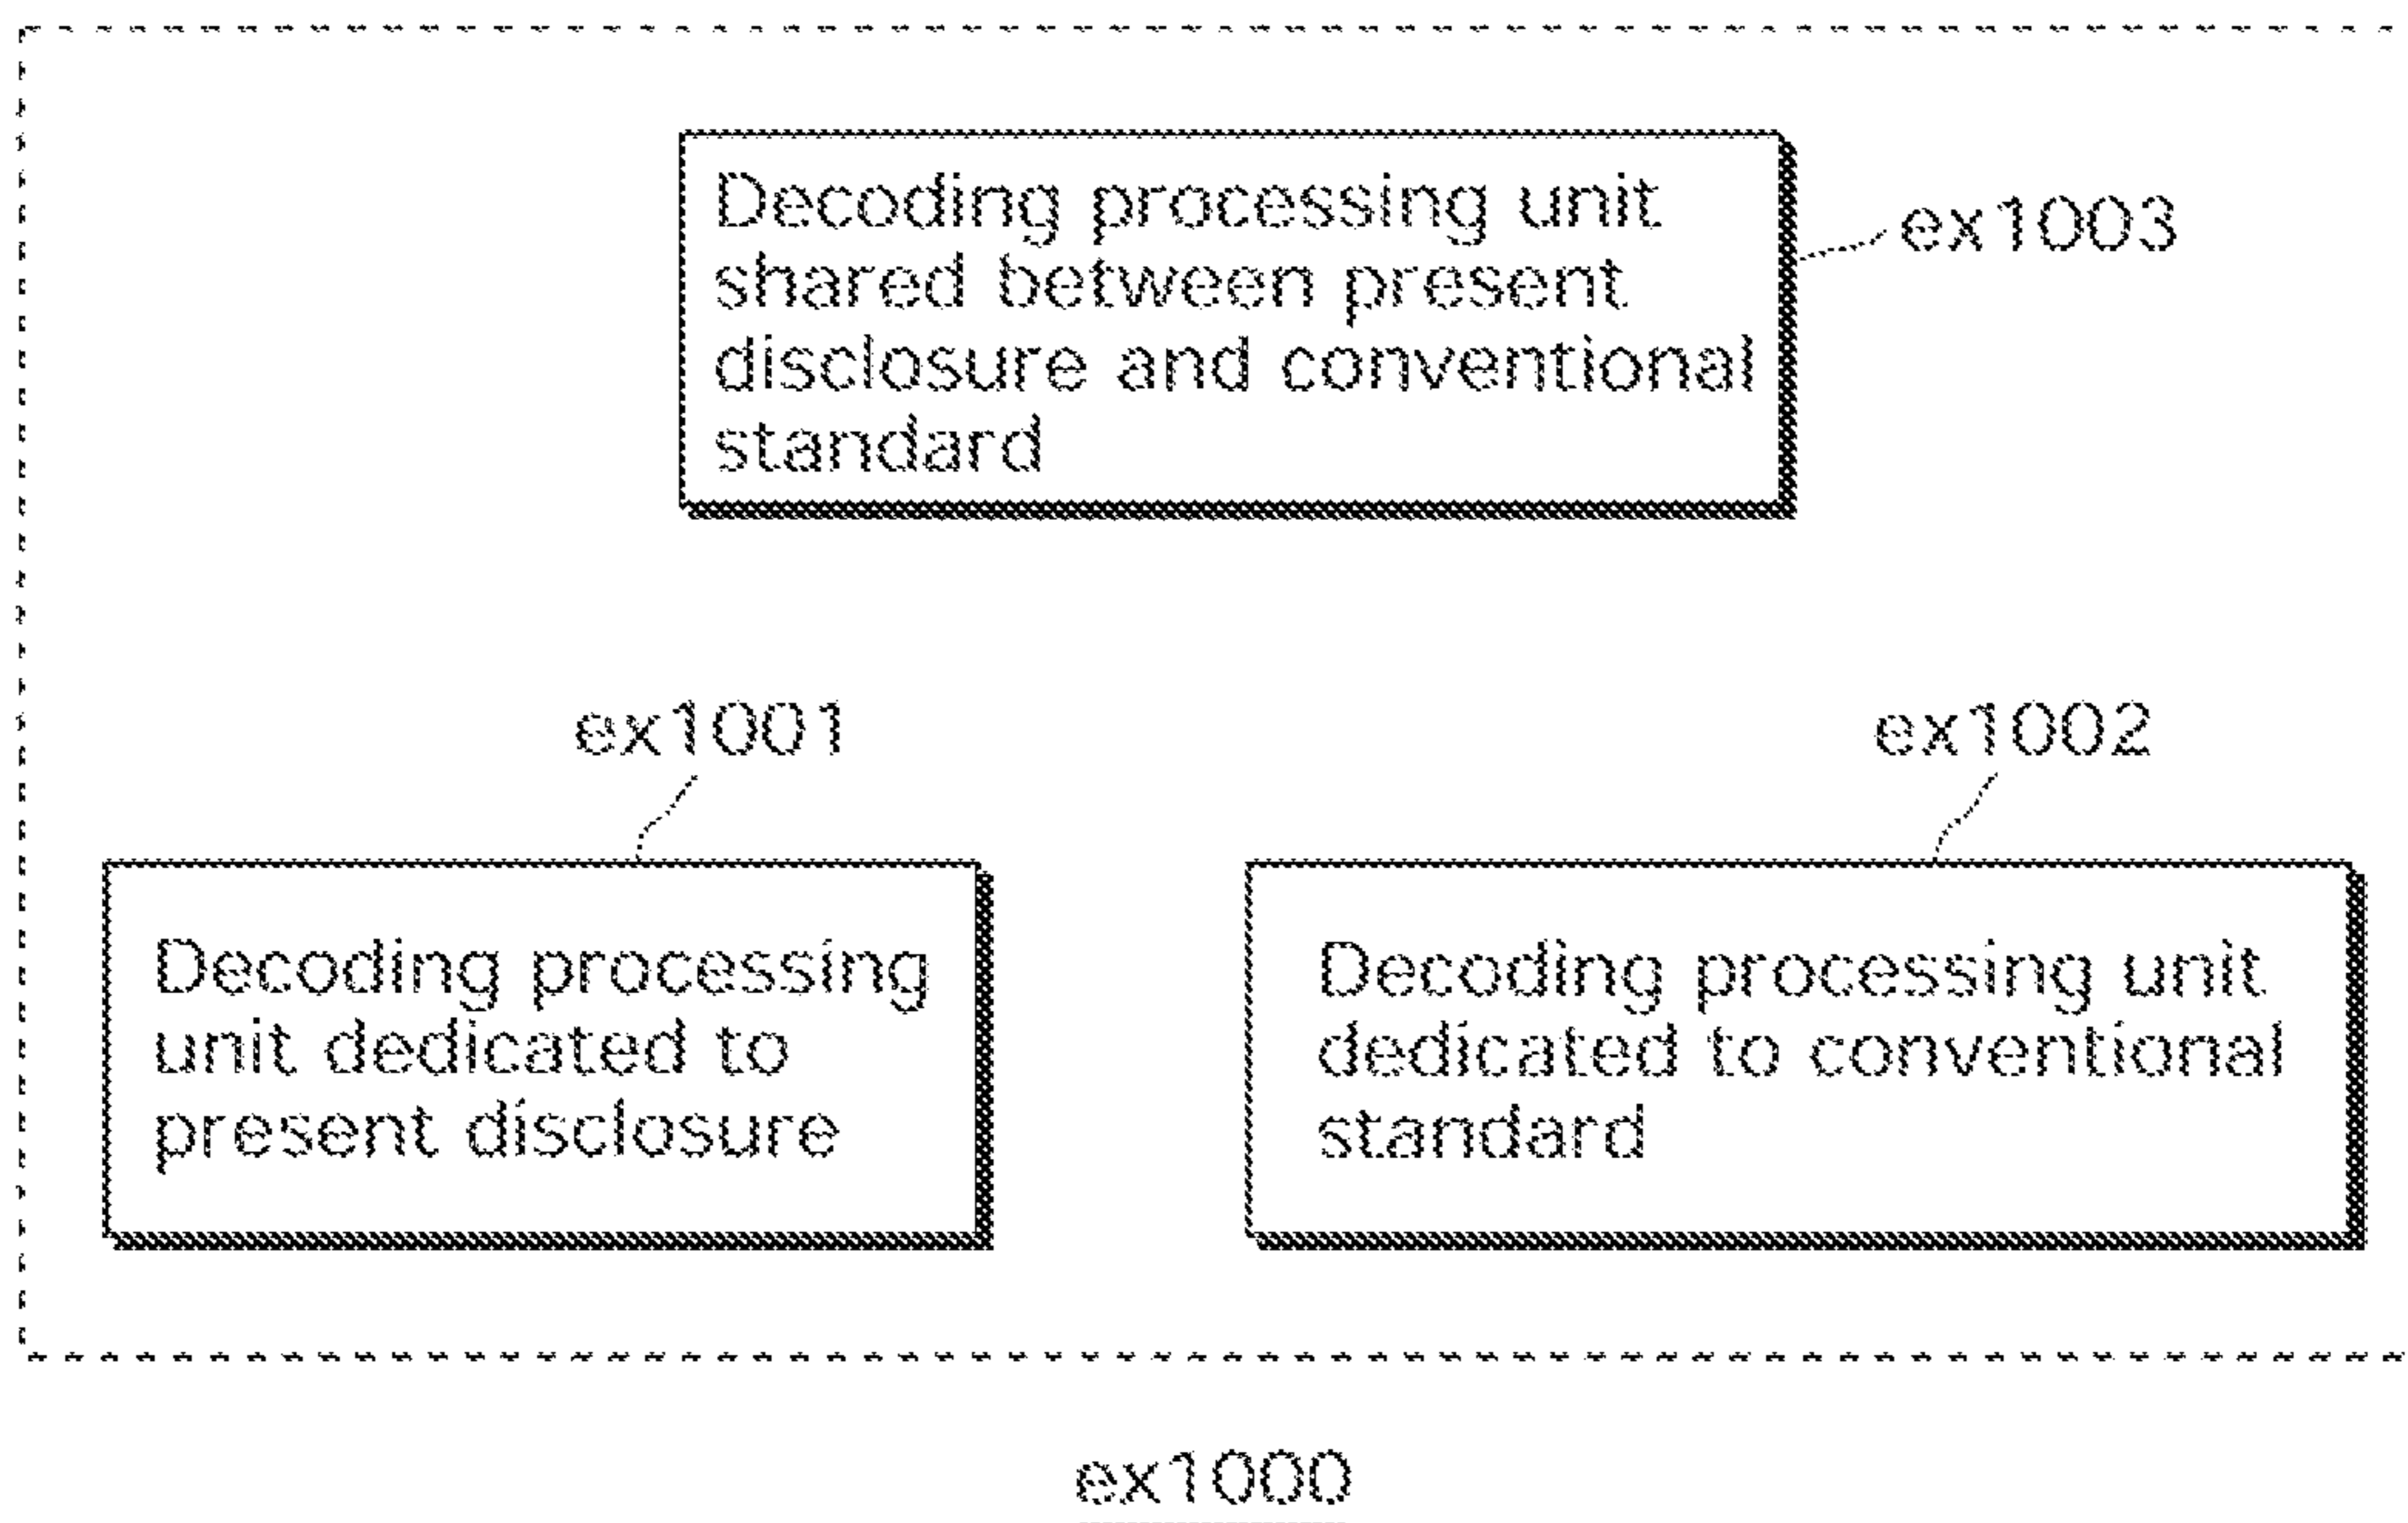 Decoding processing unit
shared between present
disclosure and conventional
standard
ex1003
ex1001
ex1002
Decoding processing
unit dedicated to
present disclosure
Decoding processing unit
dedicated to conventional
standard
ex1000